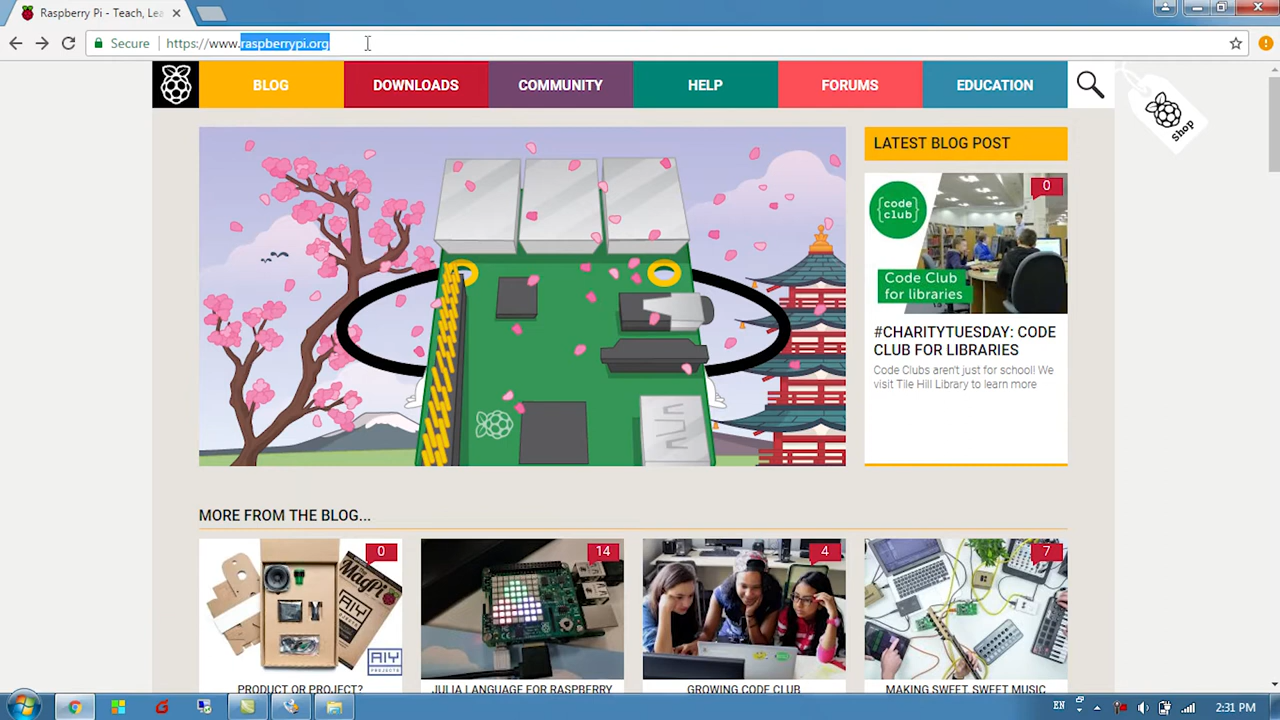 Raspberry Pi - Teach, Lea
Secure
https://www.raspberrypi.org
BLOG
DOWNLOADS
COMMUNITY
HELP
FORUMS
EDUCATION
Shop
LATEST BLOG POST
0
{code
club}
Code Club
for libraries
#CHARITYTUESDAY: CODE
CLUB FOR LIBRARIES
Code Clubs aren't just for school! We
visit Tile Hill Library to learn more
MORE FROM THE BLOG...
0
MagPi
AIY
PROJECTS
14
4
7
PRODUCT OR PROJECT?
JULIA LANGUAGE FOR RASPBERRY
GROWING CODE CLUB
MAKING SWEET, SWEET MUSIC
EN
2:31 PM